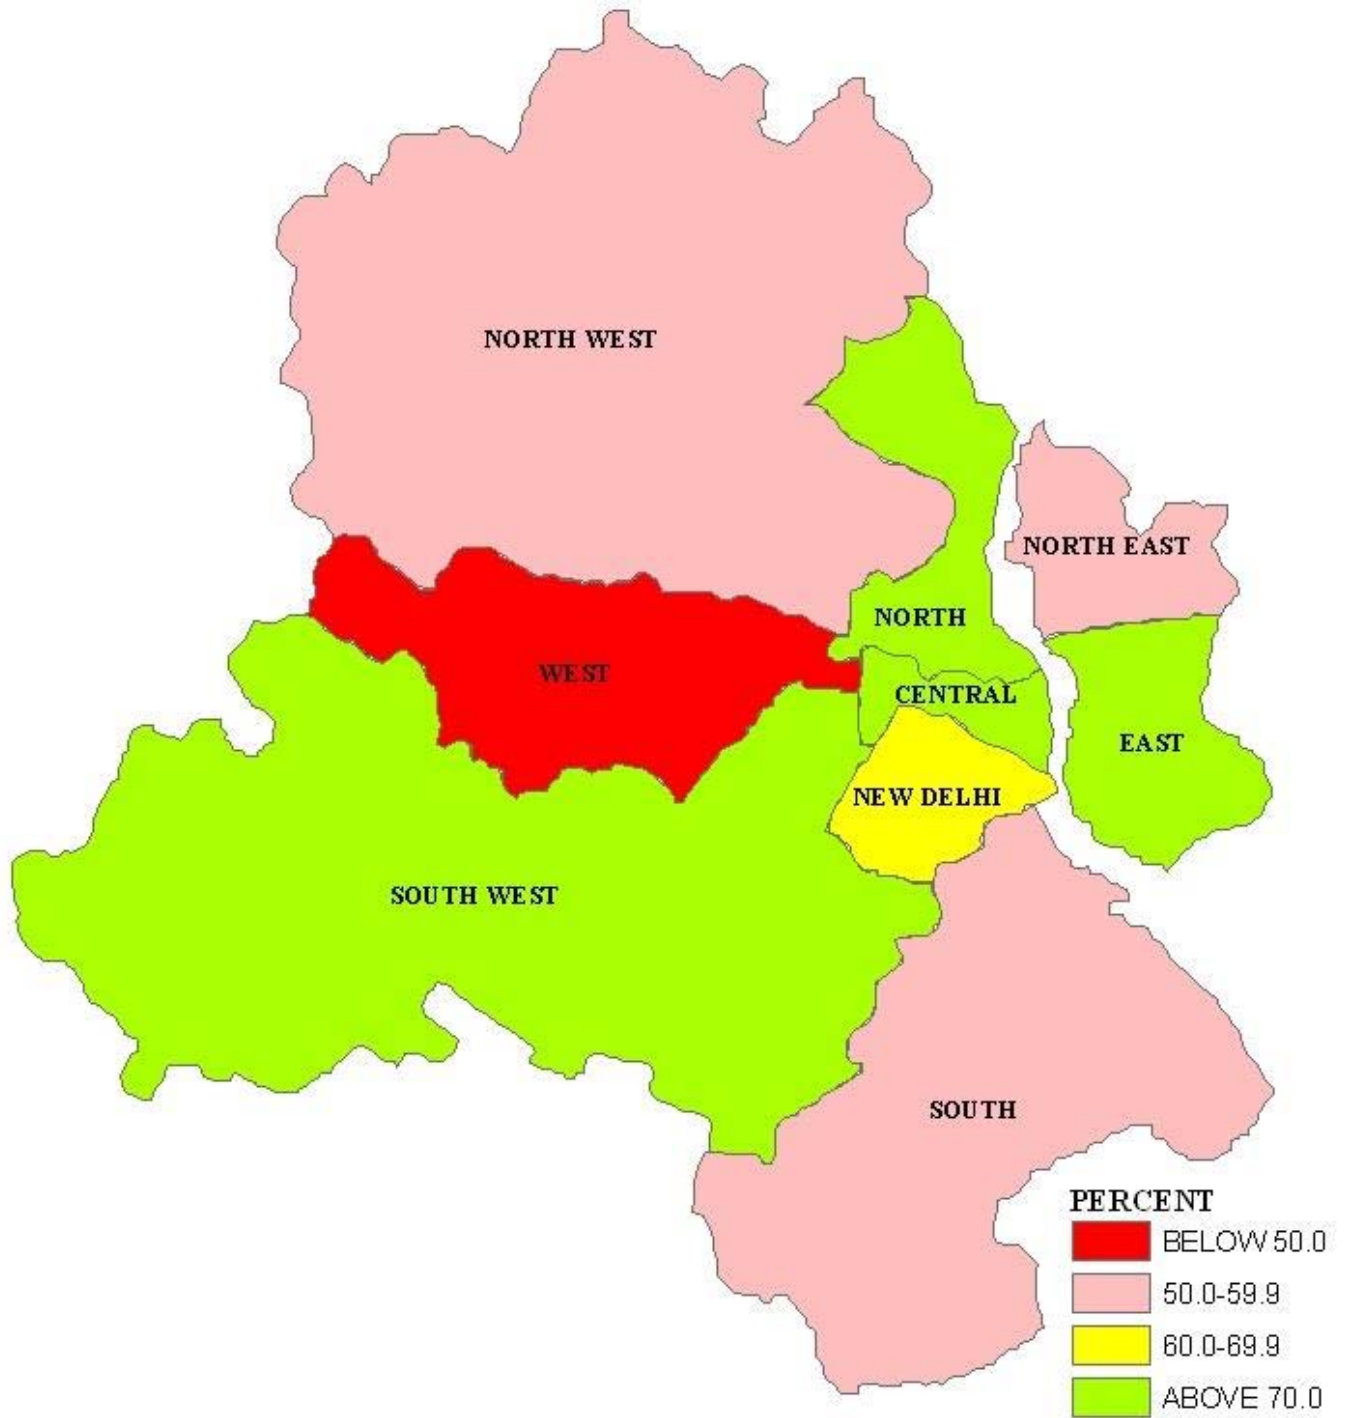 NORTH WEST
NORTH EAST
NORTH
WEST
CENTRAL
EAST
NEW DELHI
SOUTH WEST
SOUTH
PERCENT
BELOW 50.0
50.0-59.9
60.0-69.9
ABOVE 70.0